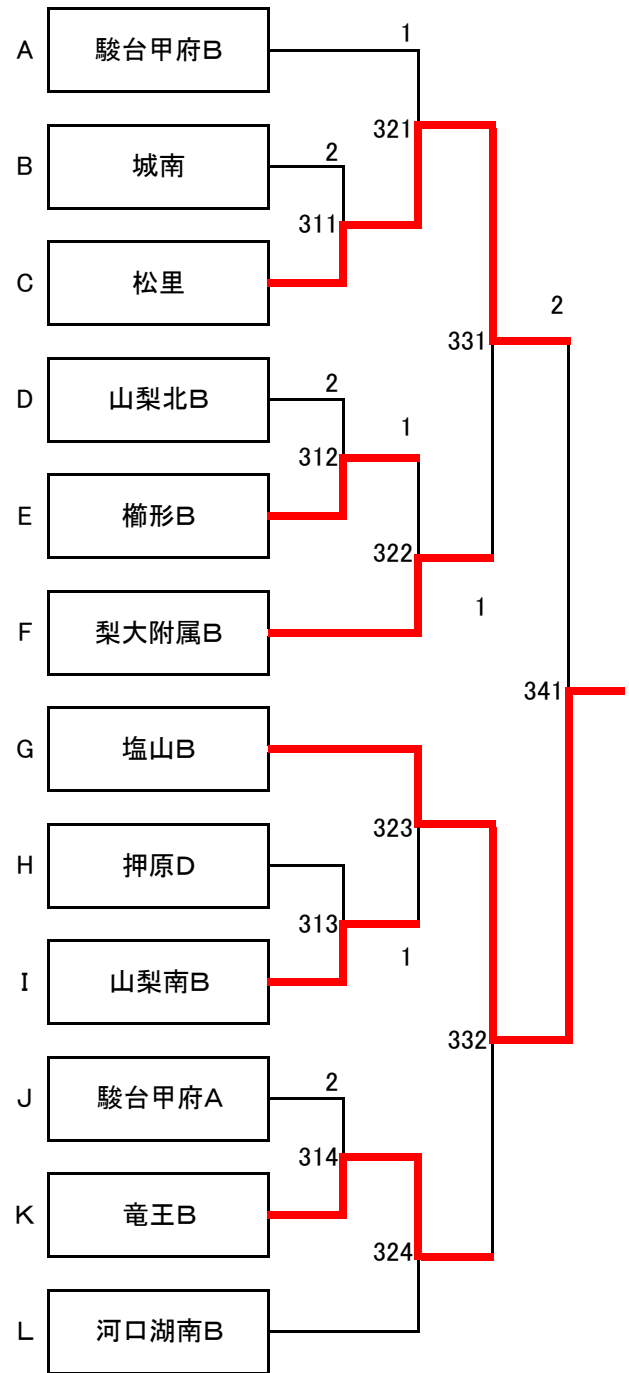 A 駿台甲府B 1
321
B 城南 2
311
C 松里
2
331
D 山梨北B 2
1
312
E 櫛形B
322
1
F 梨大附属B
341
G 塩山B
323
H 押原D
313
1
I 山梨南B
332
J 駿台甲府A 2
314
K 竜王B
324
L 河口湖南B